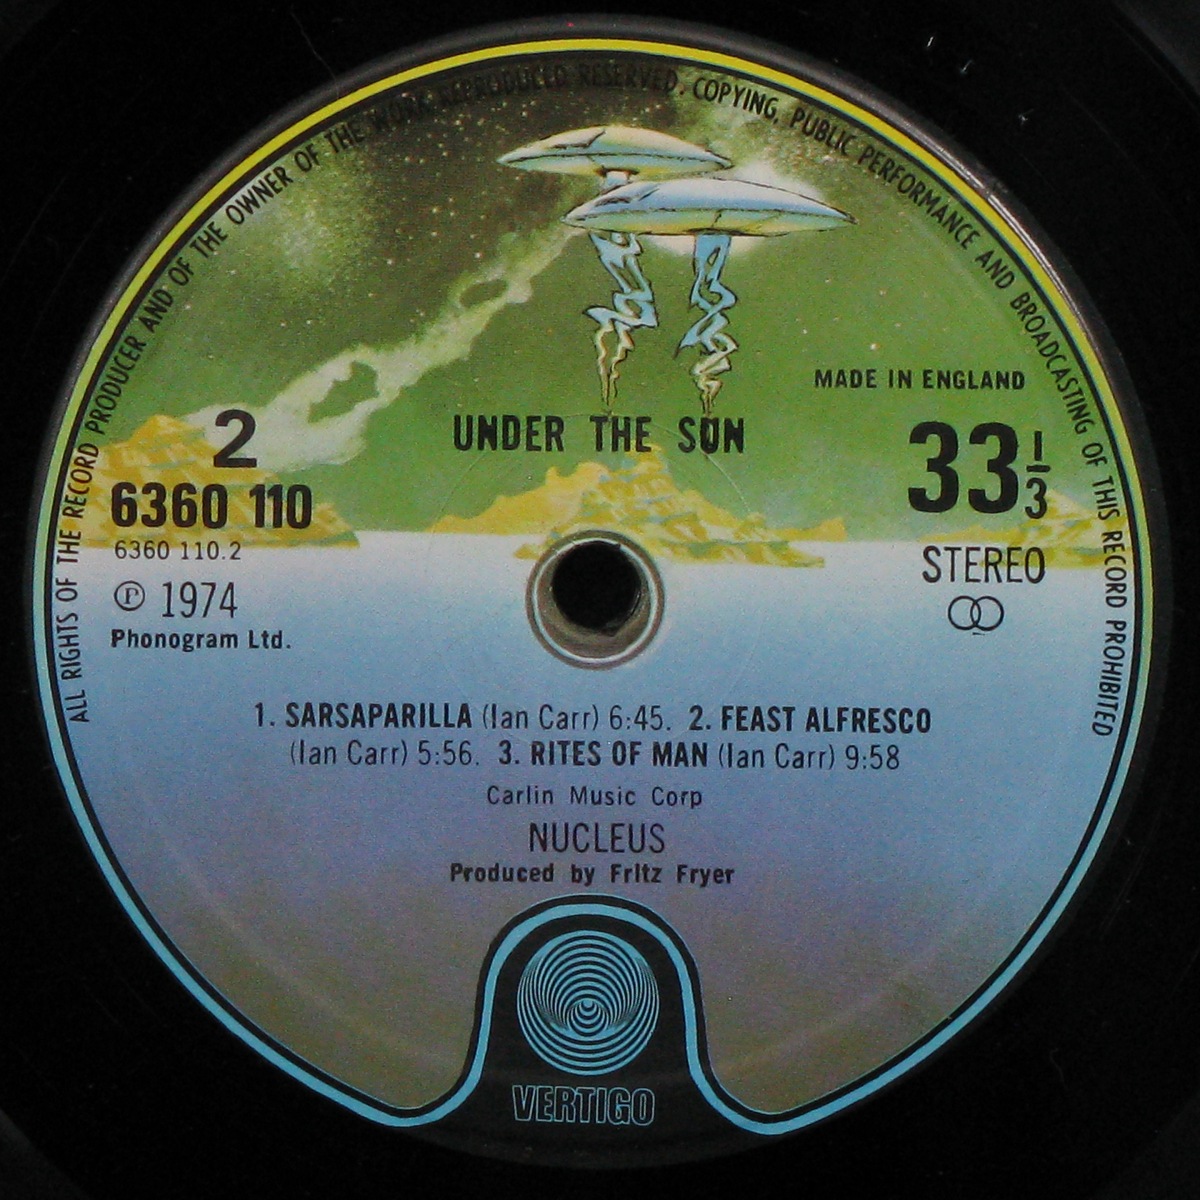 ALL RIGHTS OF THE RECORD PRODUCER AND OF THE OWNER OF THE WORK REPRODUCED RESERVED. COPYING, PUBLIC PERFORMANCE AND BROADCASTING OF THIS RECORD PROHIBITED
MADE IN ENGLAND
2
UNDER THE SUN
33 1/3
6360 110
6360 110.2
STEREO
Ⓟ 1974
Phonogram Ltd.
1. SARSAPARILLA (Ian Carr) 6:45. 2. FEAST ALFRESCO
(Ian Carr) 5:56. 3. RITES OF MAN (Ian Carr) 9:58
Carlin Music Corp
NUCLEUS
Produced by Fritz Fryer
VERTIGO